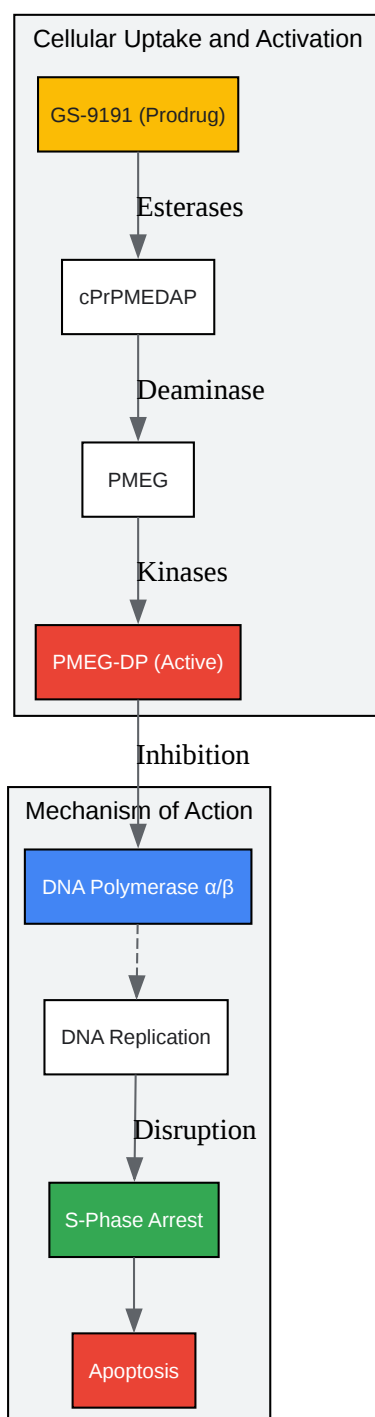 Cellular Uptake and Activation
GS-9191 (Prodrug)
Esterases
cPrPMEDAP
Deaminase
PMEG
Kinases
PMEG-DP (Active)
Inhibition
Mechanism of Action
DNA Polymerase α/β
DNA Replication
Disruption
S-Phase Arrest
Apoptosis